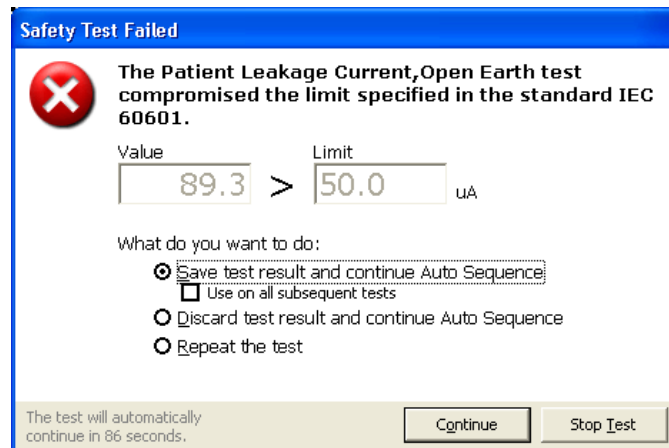 Safety Test Failed
The Patient Leakage Current,Open Earth test
compromised the limit specified in the standard IEC
60601.
Value Limit
89.3 > 50.0 uA
What do you want to do:
Save test result and continue Auto Sequence
Use on all subsequent tests
Discard test result and continue Auto Sequence
Repeat the test
The test will automatically
continue in 86 seconds.
Continue Stop Test